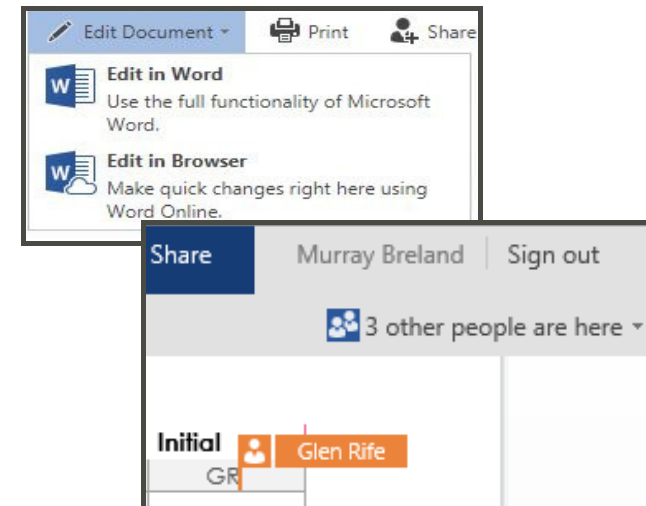 Edit Document Print Share
Edit in Word
Use the full functionality of Microsoft
Word.
Edit in Browser
Make quick changes right here using
Word Online.
Share Murray Breland Sign out
3 other people are here
Initial
Glen Rife
GR